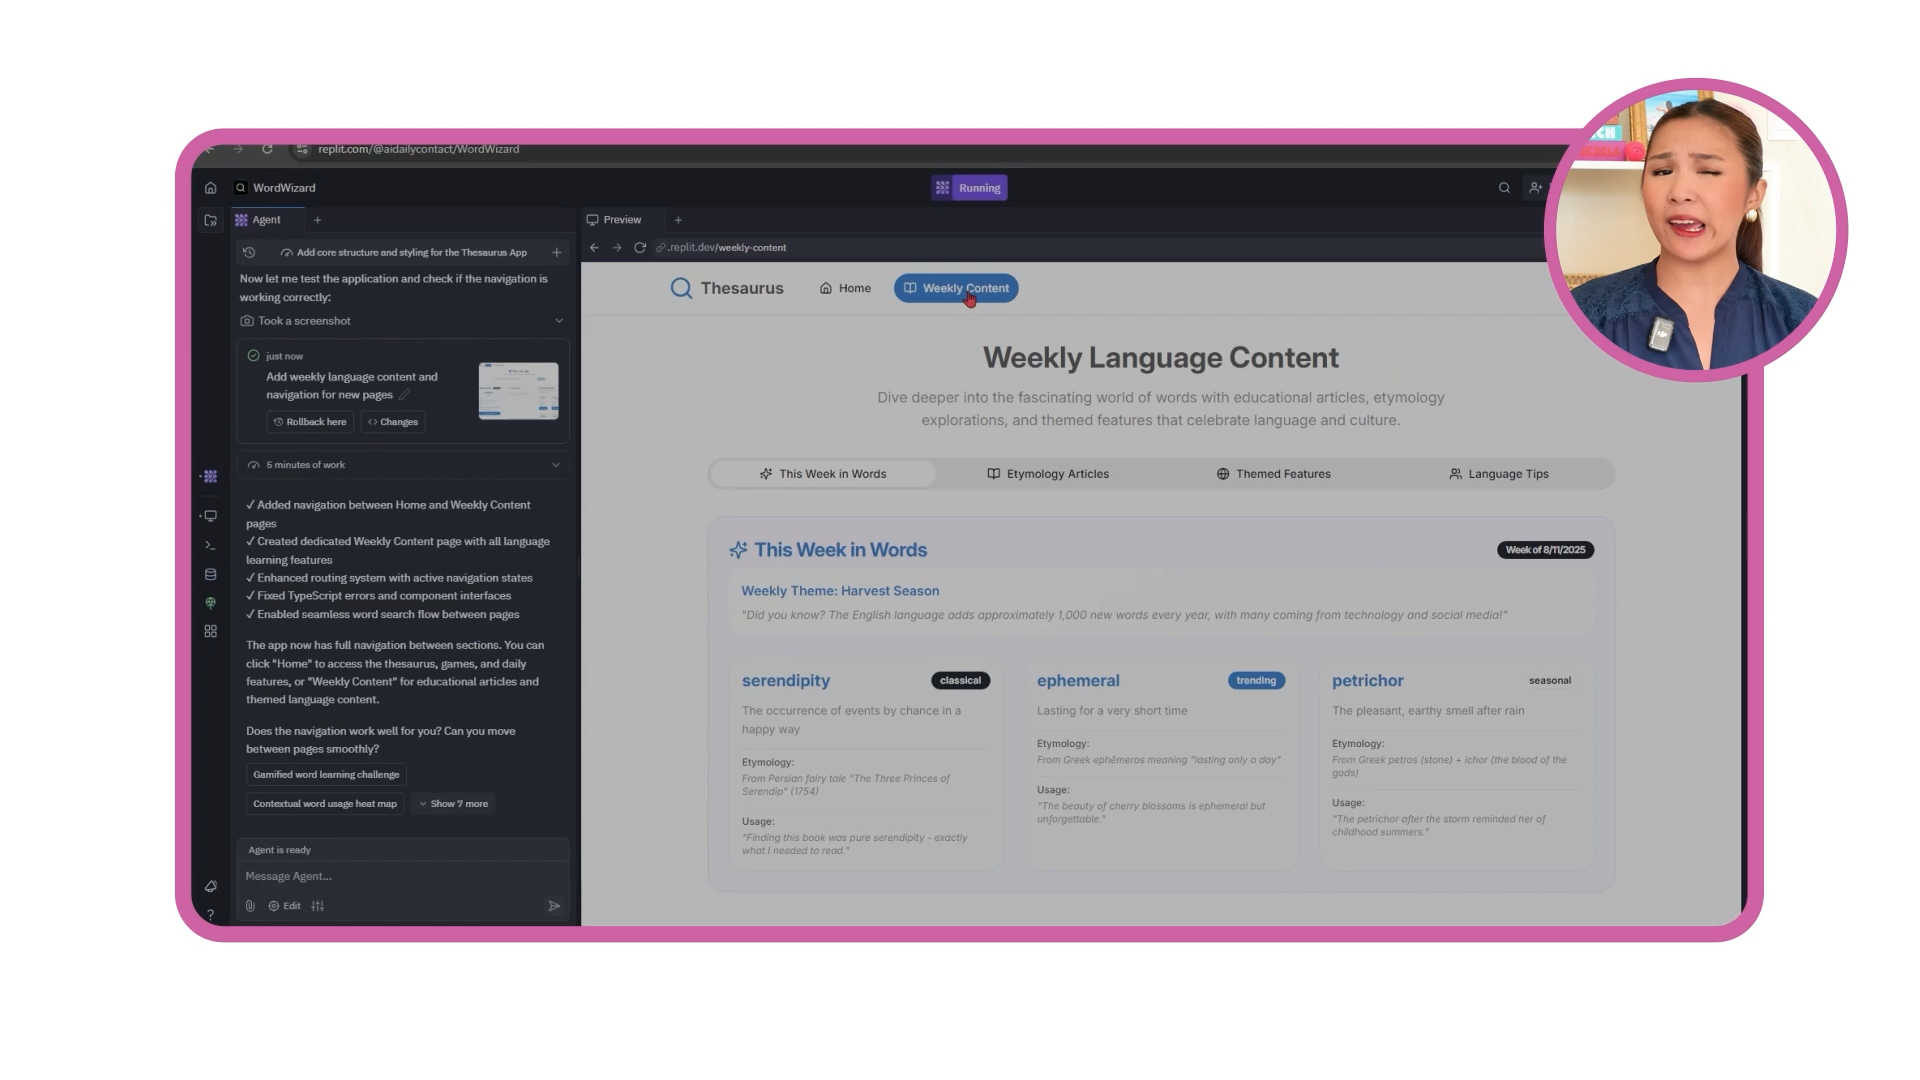 replit.com/@aidailycontact/WordWizard
WordWizard
Running
Agent
Preview
Add core structure and styling for the Thesaurus App
.replit.dev/weekly-content
Now let me test the application and check if the navigation is
working correctly:
Took a screenshot
just now
Add weekly language content and
navigation for new pages
Rollback here
Changes
5 minutes of work
✓ Added navigation between Home and Weekly Content
pages
✓ Created dedicated Weekly Content page with all language
learning features
✓ Enhanced routing system with active navigation states
✓ Fixed TypeScript errors and component interfaces
✓ Enabled seamless word search flow between pages
The app now has full navigation between sections. You can
click "Home" to access the thesaurus, games, and daily
features, or "Weekly Content" for educational articles and
themed language content.
Does the navigation work well for you? Can you move
between pages smoothly?
Gamified word learning challenge
Contextual word usage heat map
Show 7 more
Agent is ready
Message Agent...
Edit
Thesaurus
Home
Weekly Content
Weekly Language Content
Dive deeper into the fascinating world of words with educational articles, etymology
explorations, and themed features that celebrate language and culture.
This Week in Words
Etymology Articles
Themed Features
Language Tips
This Week in Words
Week of 8/11/2025
Weekly Theme: Harvest Season
"Did you know? The English language adds approximately 1,000 new words every year, with many coming from technology and social media!"
serendipity
classical
The occurrence of events by chance in a
happy way
Etymology:
From Persian fairy tale "The Three Princes of
Serendip" (1754)
Usage:
"Finding this book was pure serendipity - exactly
what I needed to read."
ephemeral
trending
Lasting for a very short time
Etymology:
From Greek ephēmeros meaning "lasting only a day"
Usage:
"The beauty of cherry blossoms is ephemeral but
unforgettable."
petrichor
seasonal
The pleasant, earthy smell after rain
Etymology:
From Greek petros (stone) + ichor (the blood of the
gods)
Usage:
"The petrichor after the storm reminded her of
childhood summers."